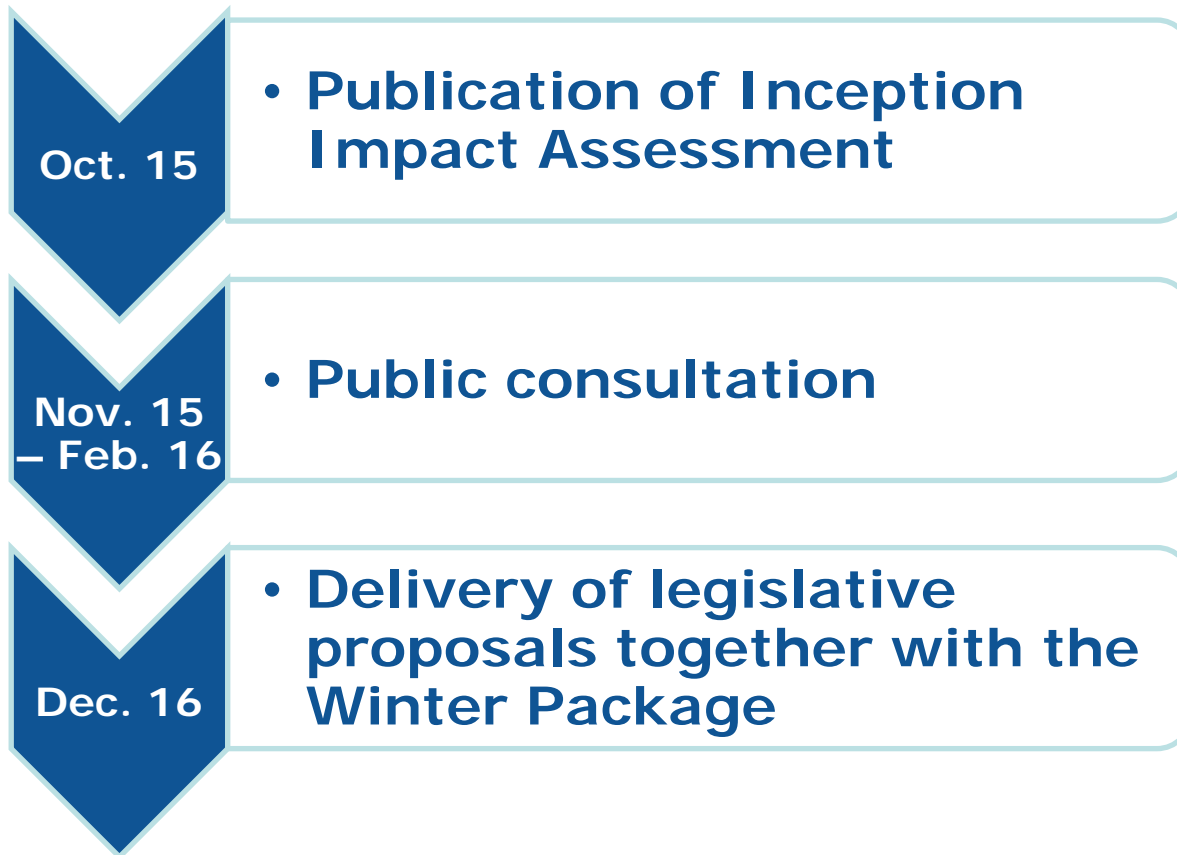 Oct. 15
• Publication of Inception
Impact Assessment
Nov. 15
– Feb. 16
• Public consultation
Dec. 16
• Delivery of legislative
proposals together with the
Winter Package